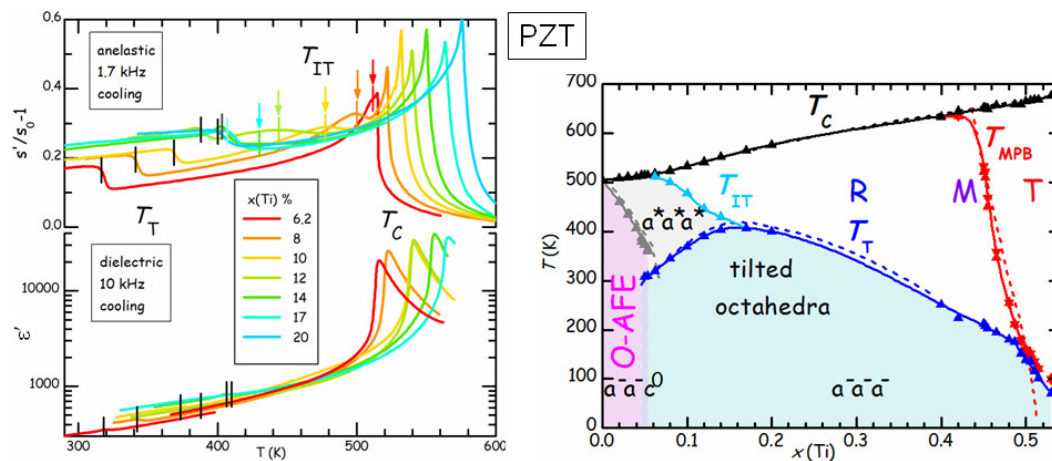 PZT
anelastic
1.7 kHz
cooling
T_IT
0.6
0.4
0.2
0.0
s'/s₀-1
T_T
T_C
x(Ti) %
6.2
8
10
12
14
17
20
dielectric
10 kHz
cooling
10000
1000
ε'
300 400 500 600
T (K)
700
600
500
400
300
200
100
0
T(K)
T_C
T_MPB
T_IT
R
M
T
a*a*a*
T_T
tilted
octahedra
O-AFE
a⁻a⁻c⁰
a⁻a⁻a⁻
0.0 0.1 0.2 0.3 0.4 0.5
x(Ti)